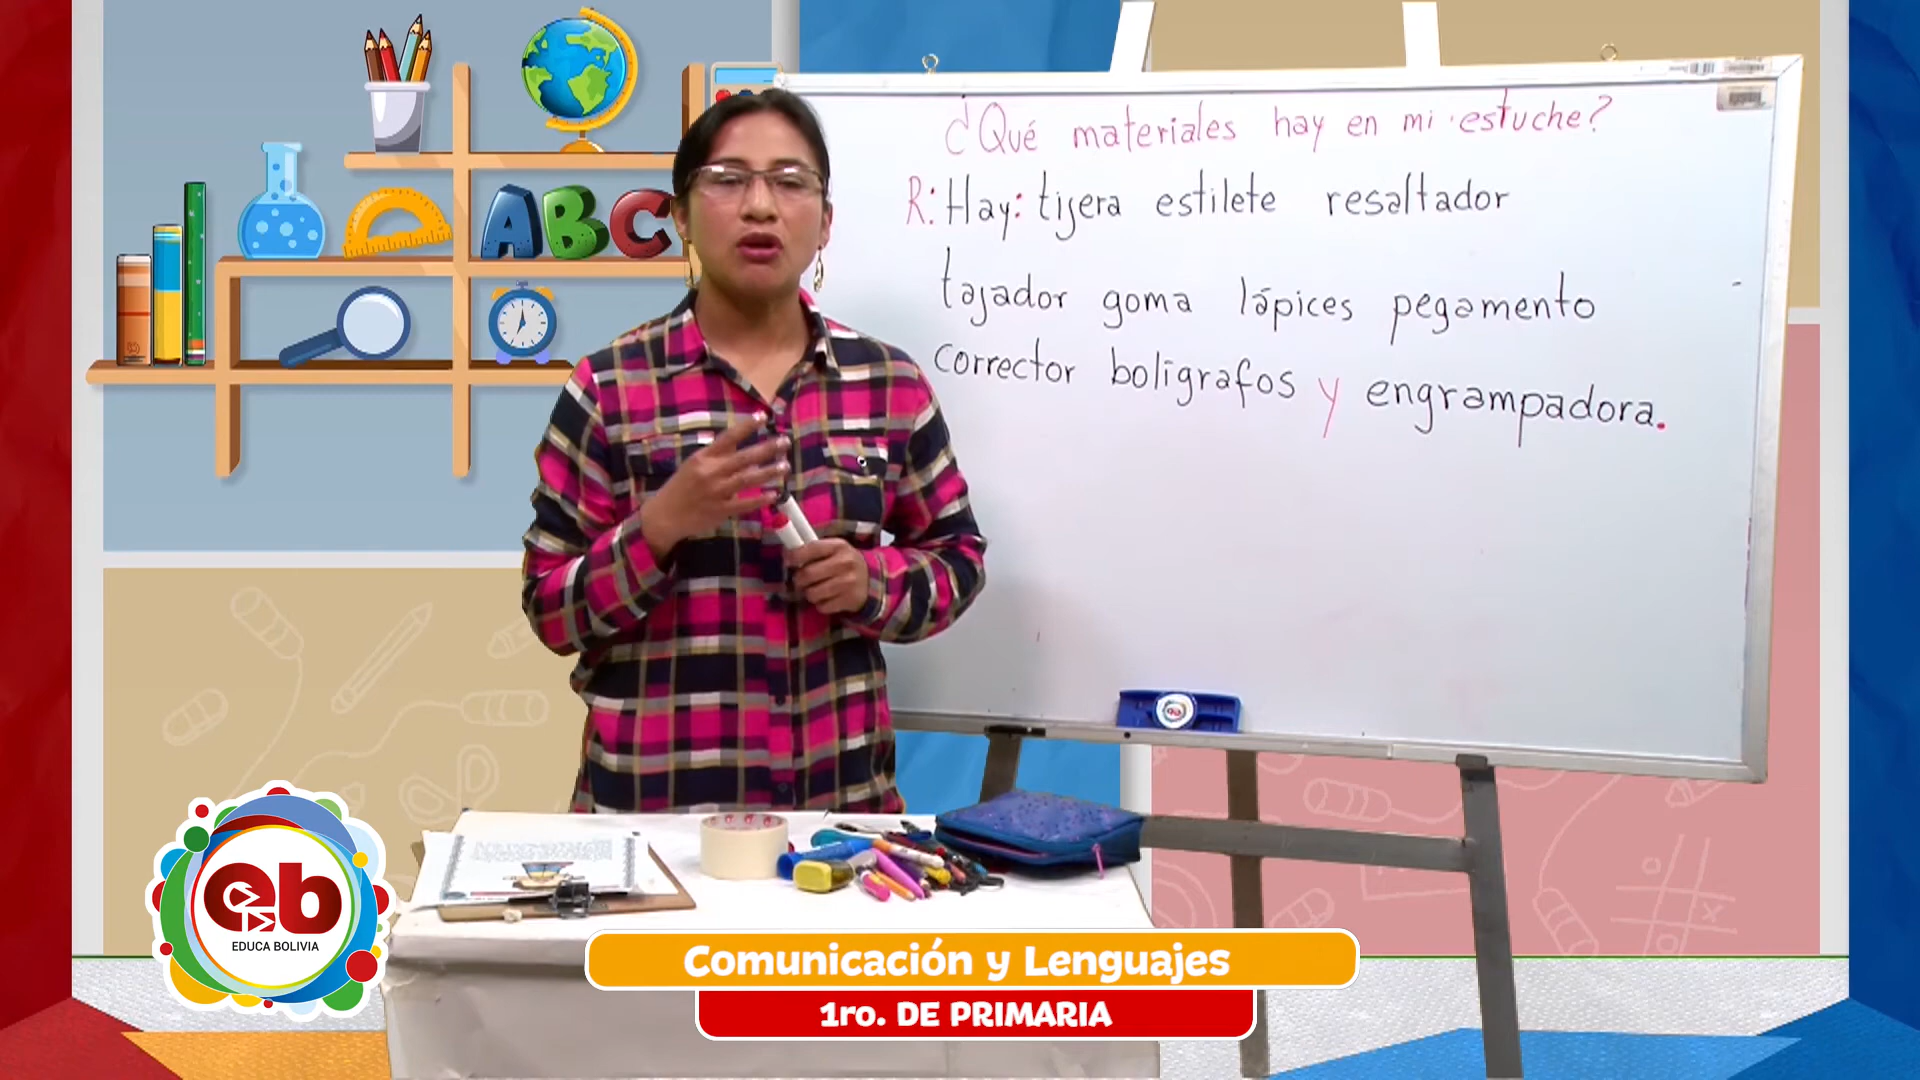 ¿Qué materiales hay en mi estuche?
R: Hay: tijera estilete resaltador
tajador goma lápices pegamento
corrector bolígrafos y engrampadora.
ABC
eb
EDUCA BOLIVIA
Comunicación y Lenguajes
1ro. DE PRIMARIA